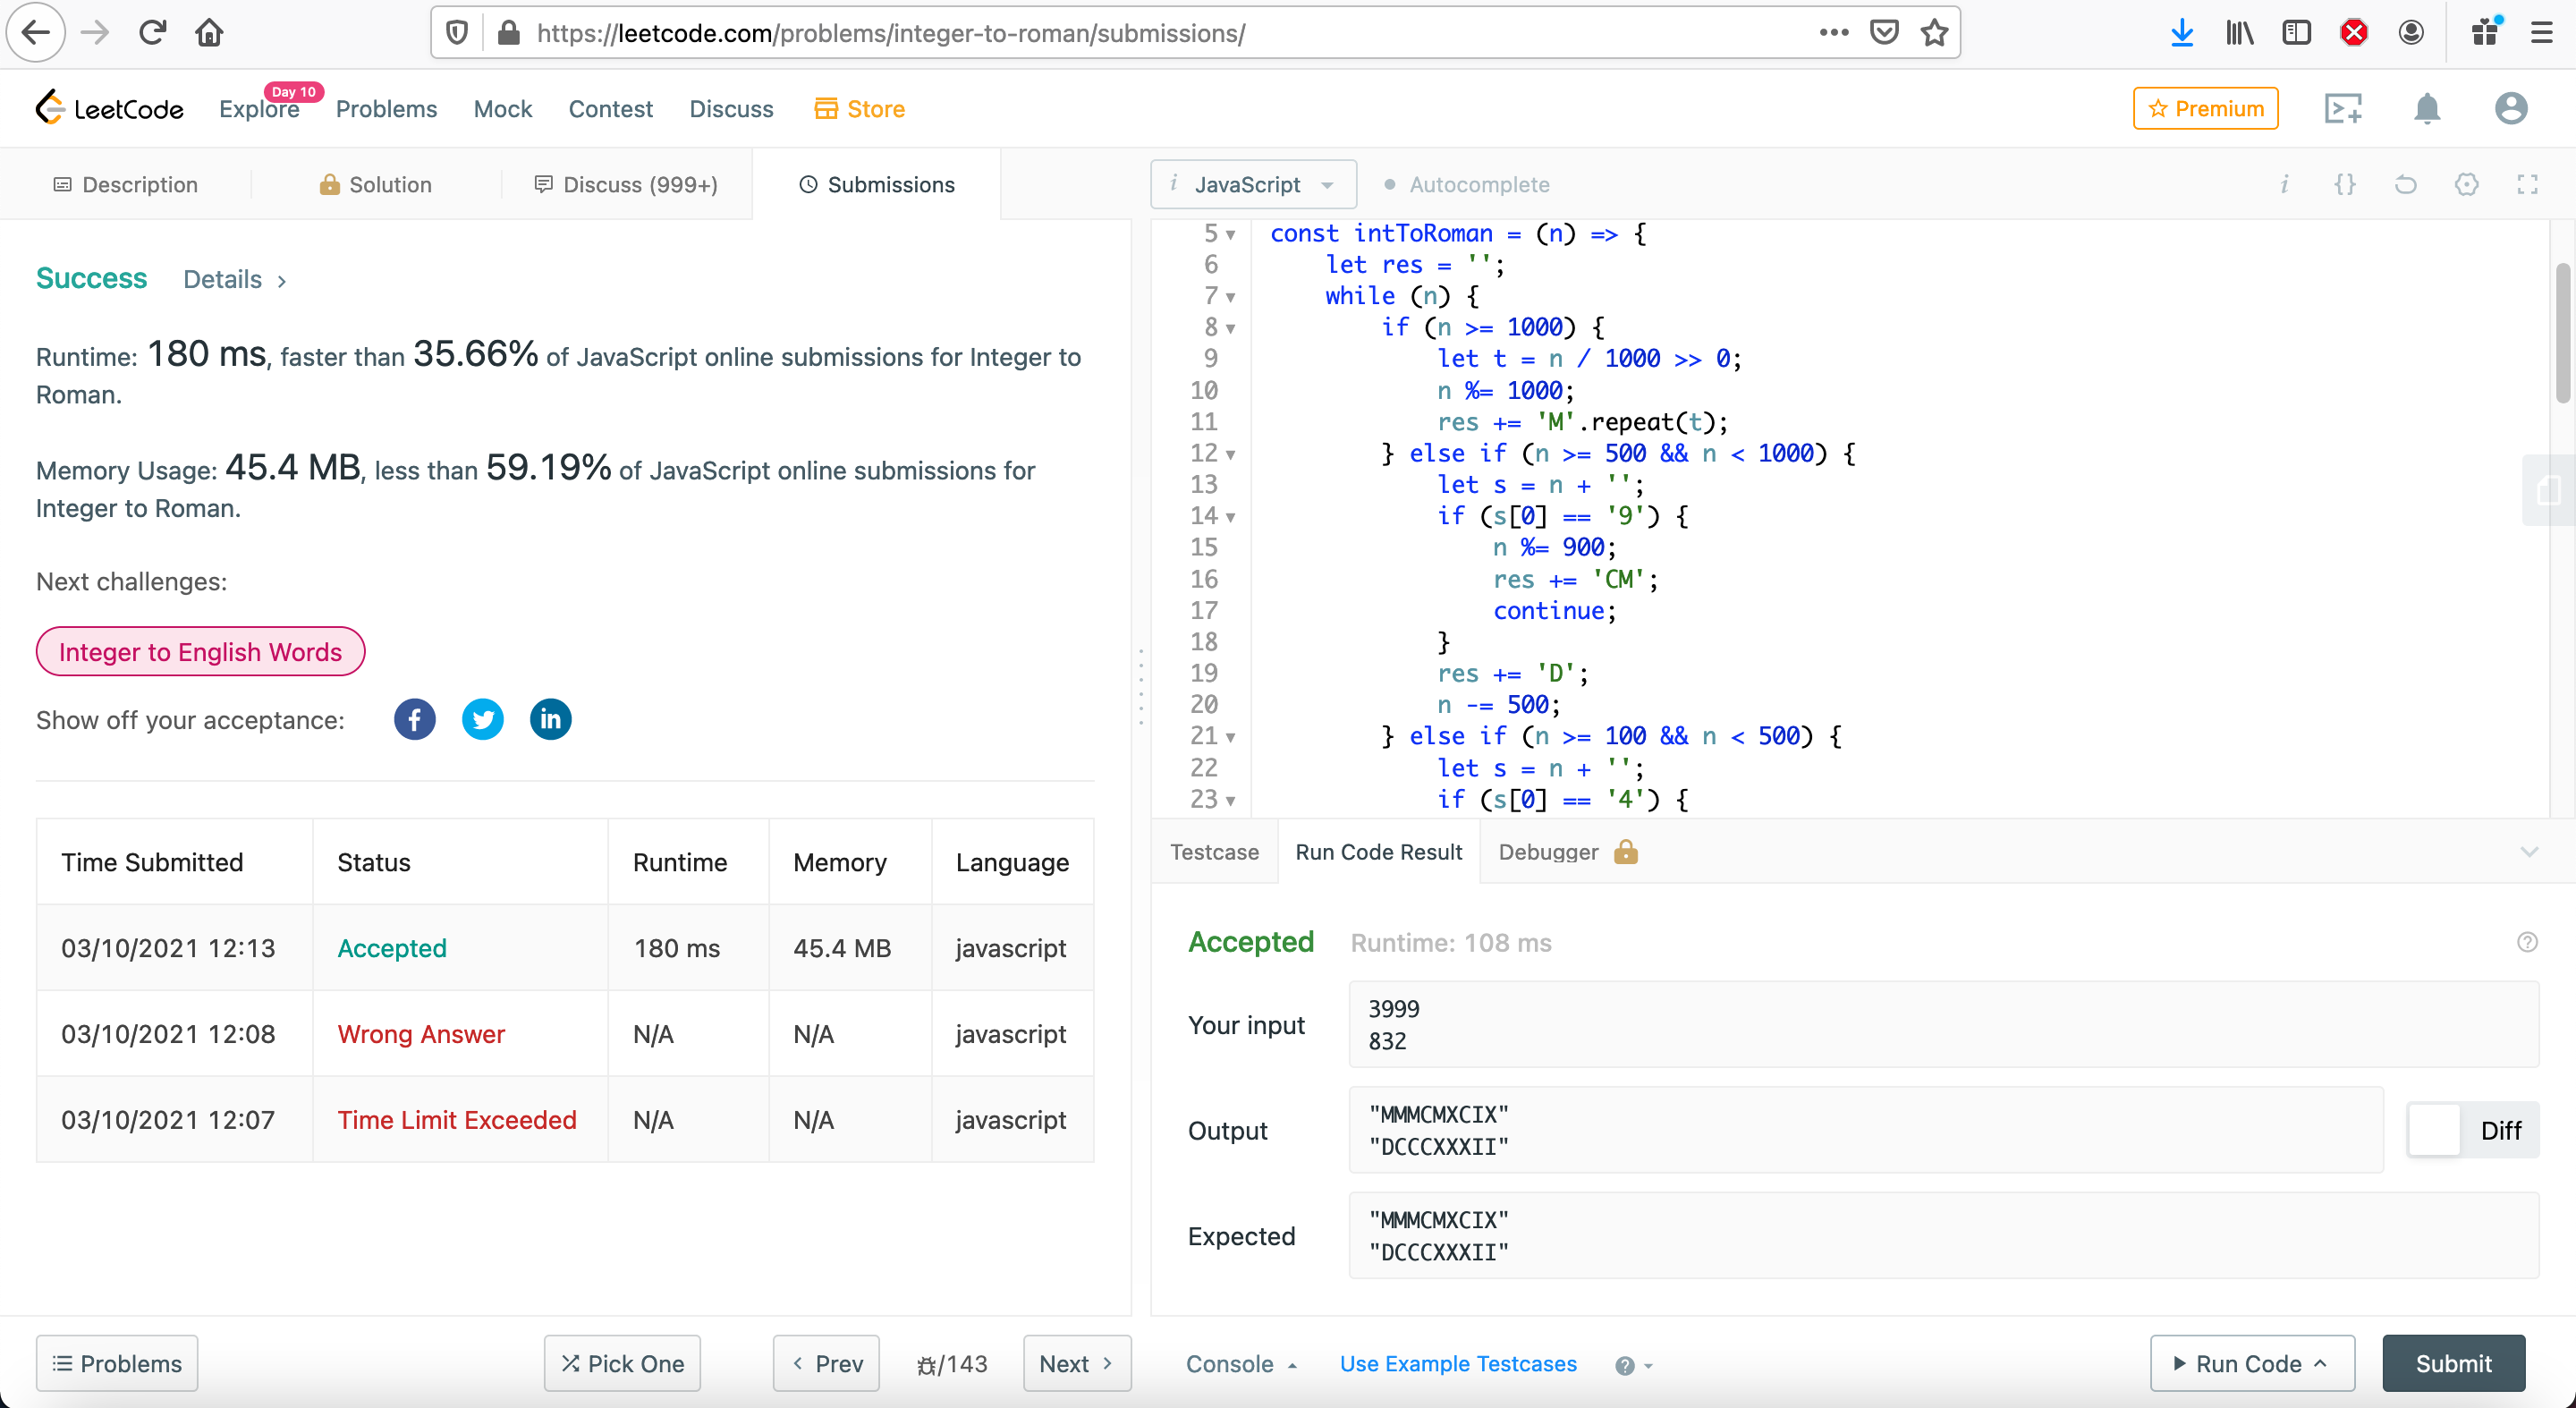 https://leetcode.com/problems/integer-to-roman/submissions/
LeetCode
Explore
Day 10
Problems
Mock
Contest
Discuss
Store
Premium
Description
Solution
Discuss (999+)
Submissions
i JavaScript
Autocomplete
Success Details
Runtime: 180 ms, faster than 35.66% of JavaScript online submissions for Integer to
Roman.
Memory Usage: 45.4 MB, less than 59.19% of JavaScript online submissions for
Integer to Roman.
Next challenges:
Integer to English Words
Show off your acceptance:
Time Submitted Status Runtime Memory Language
03/10/2021 12:13 Accepted 180 ms 45.4 MB javascript
03/10/2021 12:08 Wrong Answer N/A N/A javascript
03/10/2021 12:07 Time Limit Exceeded N/A N/A javascript
5 const intToRoman = (n) => {
6 let res = '';
7 while (n) {
8 if (n >= 1000) {
9 let t = n / 1000 >> 0;
10 n %= 1000;
11 res += 'M'.repeat(t);
12 } else if (n >= 500 && n < 1000) {
13 let s = n + '';
14 if (s[0] == '9') {
15 n %= 900;
16 res += 'CM';
17 continue;
18 }
19 res += 'D';
20 n -= 500;
21 } else if (n >= 100 && n < 500) {
22 let s = n + '';
23 if (s[0] == '4') {
Testcase
Run Code Result
Debugger
Accepted Runtime: 108 ms
Your input
3999
832
Output
"MMMCMXCIX"
"DCCCXXXII"
Diff
Expected
"MMMCMXCIX"
"DCCCXXXII"
Problems
Pick One
Prev
/143
Next
Console
Use Example Testcases
Run Code
Submit